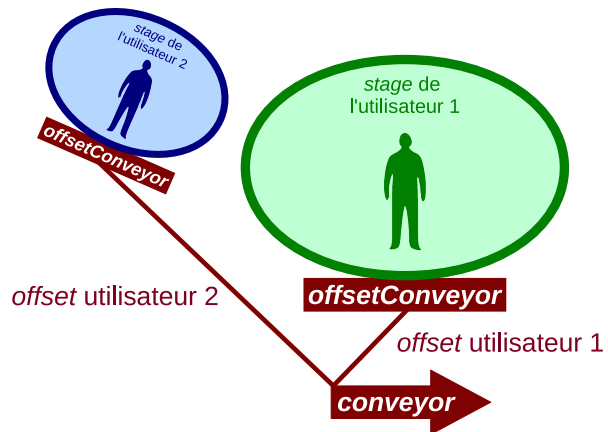 stage de
l'utilisateur 2
offsetConveyor
stage de
l'utilisateur 1
offsetConveyor
offset utilisateur 2
offset utilisateur 1
conveyor